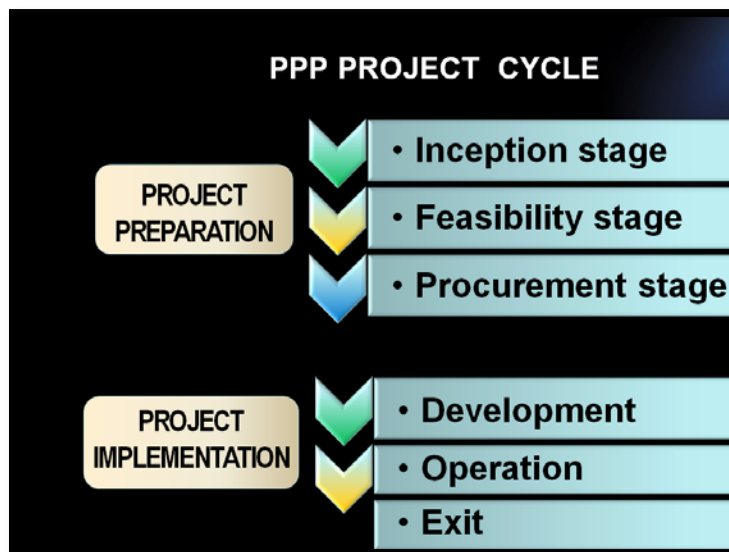 PPP PROJECT CYCLE
PROJECT
PREPARATION
• Inception stage
• Feasibility stage
• Procurement stage
PROJECT
IMPLEMENTATION
• Development
• Operation
• Exit